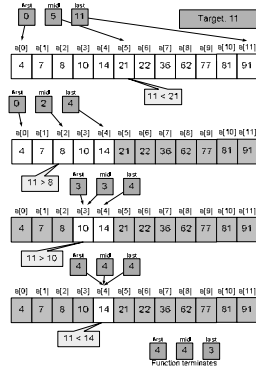 first mid last
0 5 11
Target. 11
a[0] a[1] a[2] a[3] a[4] a[5] a[6] a[7] a[8] a[9] a[10] a[11]
4 7 8 10 14 21 22 36 62 77 81 91
11 < 21
first mid last
0 2 4
a[0] a[1] a[2] a[3] a[4] a[5] a[6] a[7] a[8] a[9] a[10] a[11]
4 7 8 10 14 21 22 36 62 77 81 91
11 > 8
first mid last
3 3 4
a[0] a[1] a[2] a[3] a[4] a[5] a[6] a[7] a[8] a[9] a[10] a[11]
4 7 8 10 14 21 22 36 62 77 81 91
11 > 10
first mid last
4 4 4
a[0] a[1] a[2] a[3] a[4] a[5] a[6] a[7] a[8] a[9] a[10] a[11]
4 7 8 10 14 21 22 36 62 77 81 91
11 < 14
first mid last
4 4 3
Function terminates